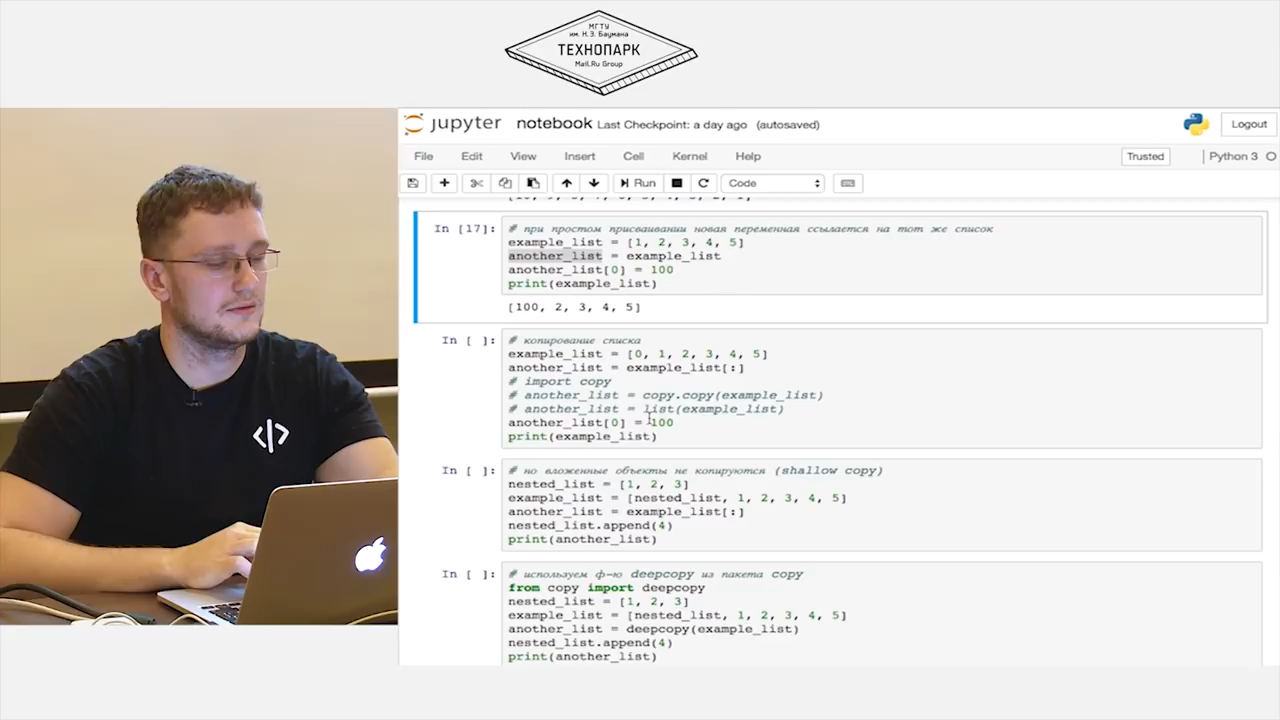 МГТУ
им. Н.Э. Баумана
ТЕХНОПАРК
Mail.Ru Group
jupyter notebook Last Checkpoint: a day ago (autosaved)
Logout
File Edit View Insert Cell Kernel Help
Trusted
Python 3
Run
Code
In [17]:
# при простом присваивании новая переменная ссылается на тот же список
example_list = [1, 2, 3, 4, 5]
another_list = example_list
another_list[0] = 100
print(example_list)
[100, 2, 3, 4, 5]
In [ ]:
# копирование списка
example_list = [0, 1, 2, 3, 4, 5]
another_list = example_list[:]
# import copy
# another_list = copy.copy(example_list)
# another_list = list(example_list)
another_list[0] = 100
print(example_list)
In [ ]:
# но вложенные объекты не копируются (shallow copy)
nested_list = [1, 2, 3]
example_list = [nested_list, 1, 2, 3, 4, 5]
another_list = example_list[:]
nested_list.append(4)
print(another_list)
In [ ]:
# используем ф-ю deepcopy из пакета copy
from copy import deepcopy
nested_list = [1, 2, 3]
example_list = [nested_list, 1, 2, 3, 4, 5]
another_list = deepcopy(example_list)
nested_list.append(4)
print(another_list)